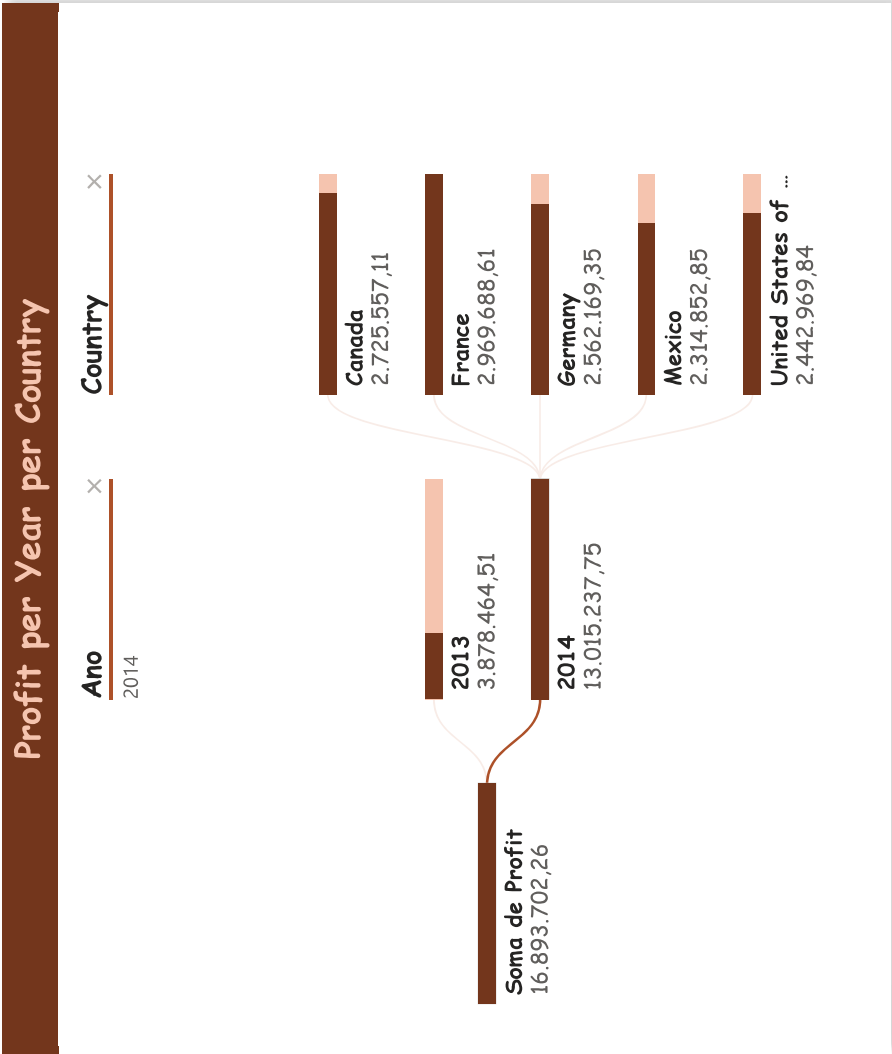 Profit per Year per Country
Ano
2014
Country
Soma de Profit
16.893.702,26
2013
3.878.464,51
2014
13.015.237,75
Canada
2.725.557,11
France
2.969.688,61
Germany
2.562.169,35
Mexico
2.314.852,85
United States of ...
2.442.969,84